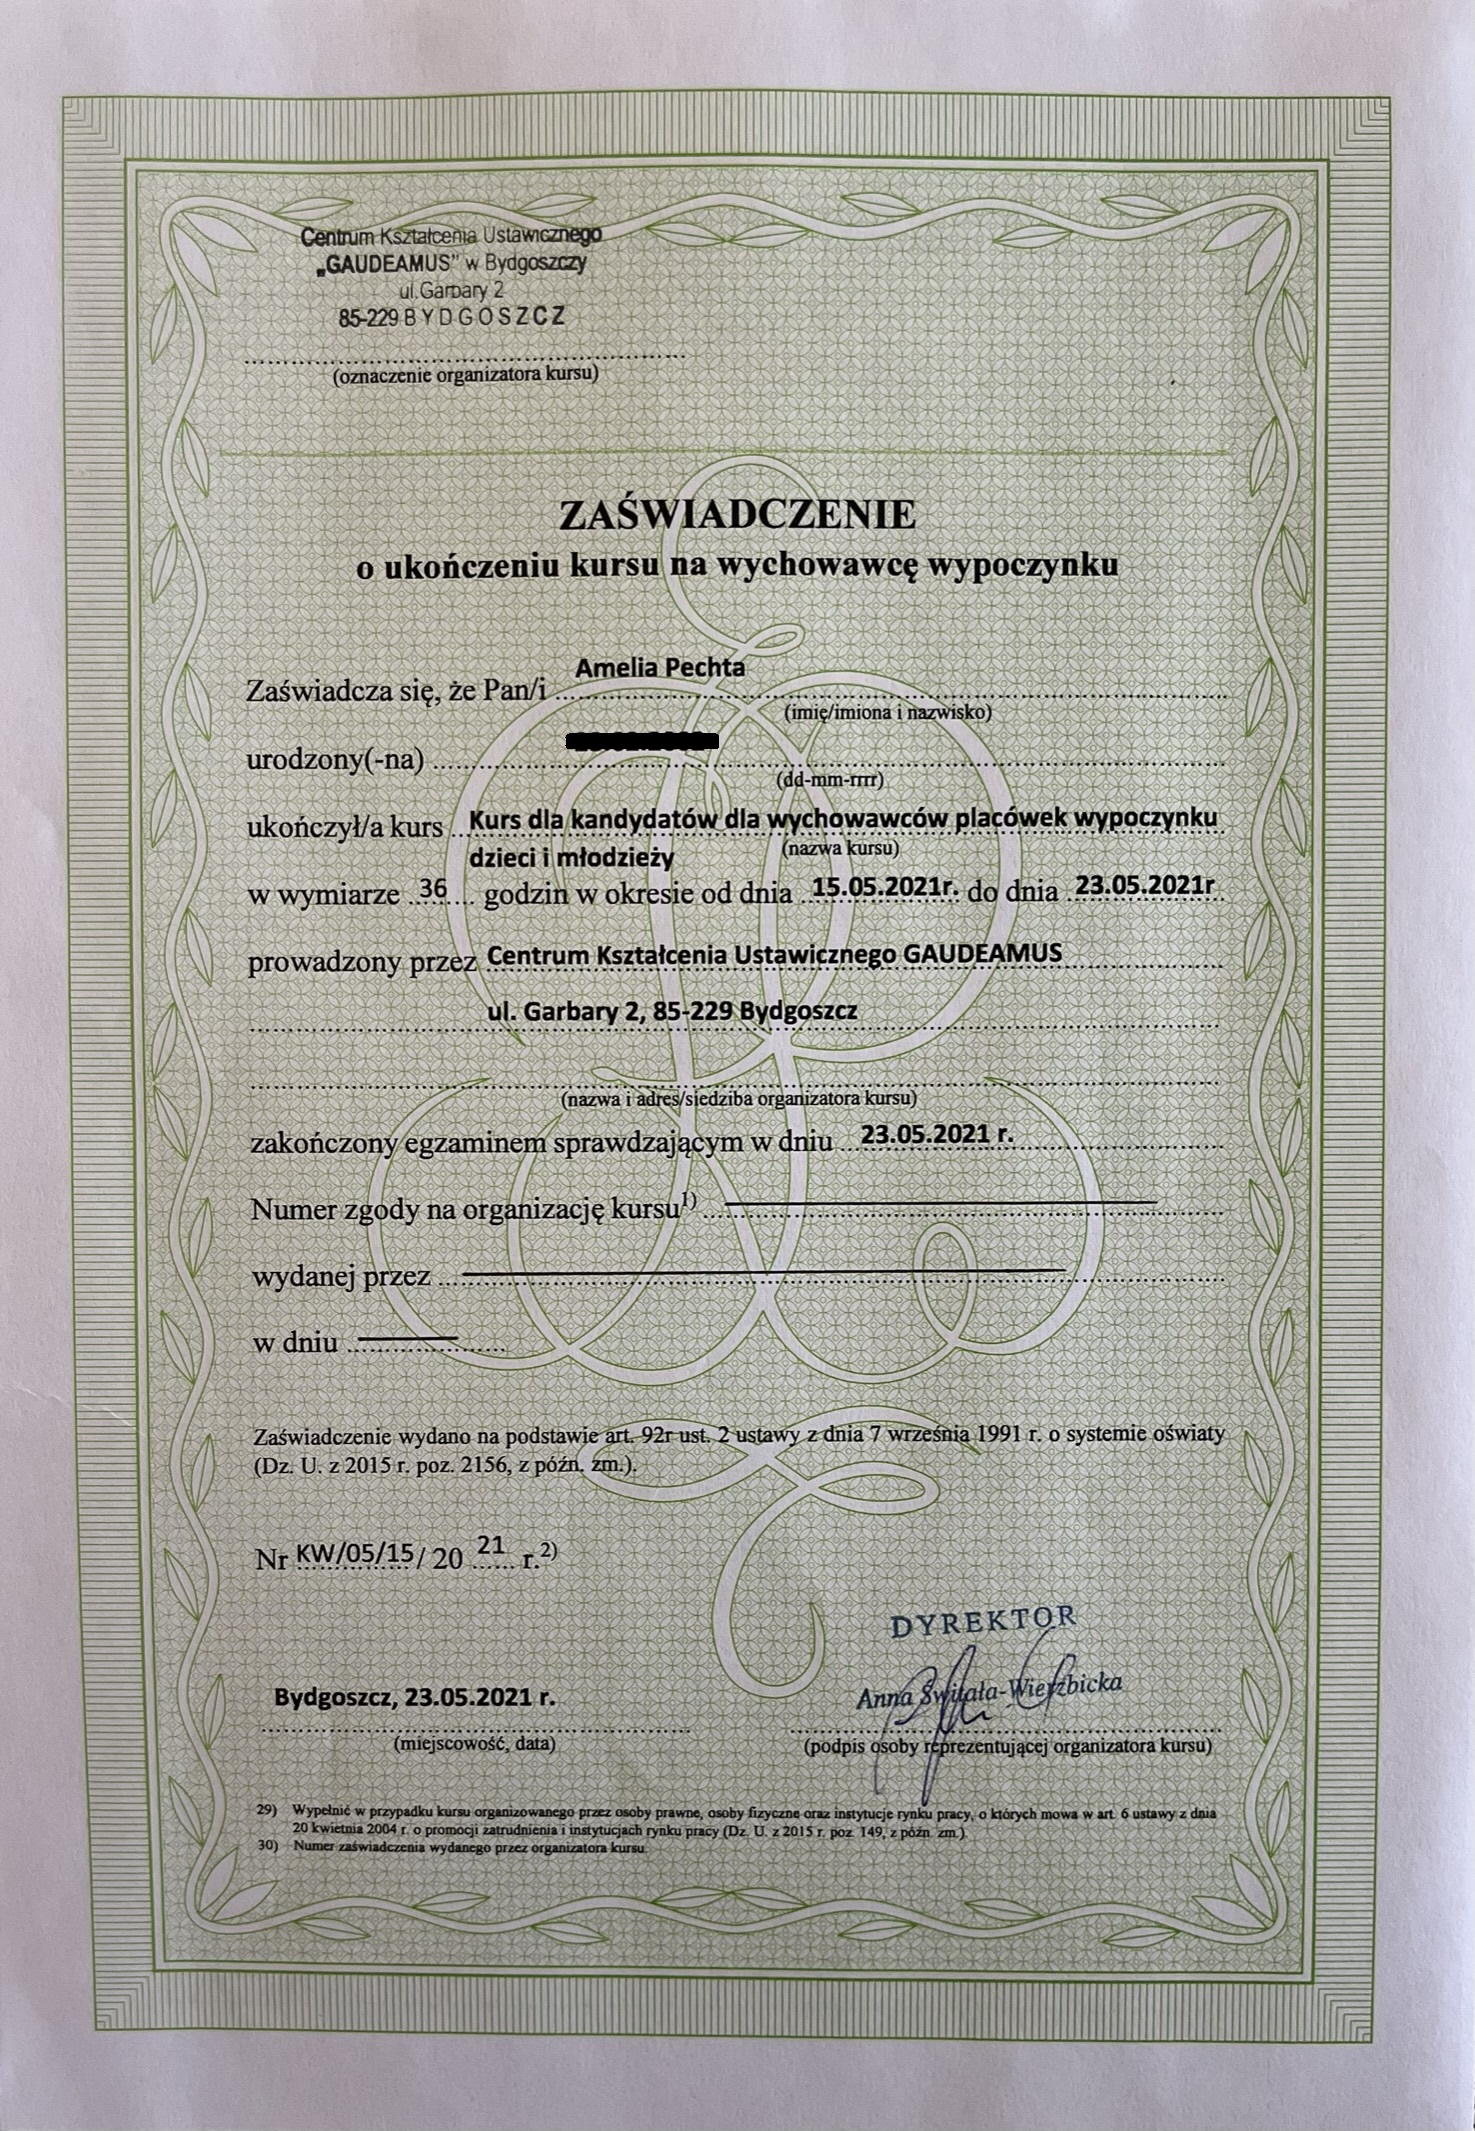 Centrum Kształcenia Ustawicznego
„GAUDEAMUS” w Bydgoszczy
ul.Garbary 2
85-229 BYDGOSZCZ
(oznaczenie organizatora kursu)
ZAŚWIADCZENIE
o ukończeniu kursu na wychowawcę wypoczynku
Zaświadcza się, że Pan/i Amelia Pechta
(imię/imiona i nazwisko)
urodzony(-na)
(dd-mm-rrrr)
ukończył/a kurs Kurs dla kandydatów dla wychowawców placówek wypoczynku
dzieci i młodzieży (nazwa kursu)
w wymiarze 36 godzin w okresie od dnia 15.05.2021r. do dnia 23.05.2021r
prowadzony przez Centrum Kształcenia Ustawicznego GAUDEAMUS
ul. Garbary 2, 85-229 Bydgoszcz
(nazwa i adres/siedziba organizatora kursu)
zakończony egzaminem sprawdzającym w dniu 23.05.2021 r.
Numer zgody na organizację kursu1)
wydanej przez
w dniu
Zaświadczenie wydano na podstawie art. 92r ust. 2 ustawy z dnia 7 września 1991 r. o systemie oświaty
(Dz. U. z 2015 r. poz. 2156, z późn. zm.).
Nr KW/05/15/ 20 21 r.2)
DYREKTOR
Anna Świtała-Wierzbicka
Bydgoszcz, 23.05.2021 r.
(miejscowość, data)
(podpis osoby reprezentującej organizatora kursu)
29) Wypełnić w przypadku kursu organizowanego przez osoby prawne, osoby fizyczne oraz instytucje rynku pracy, o których mowa w art. 6 ustawy z dnia
20 kwietnia 2004 r. o promocji zatrudnienia i instytucjach rynku pracy (Dz. U. z 2015 r. poz. 149, z późn. zm.).
30) Numer zaświadczenia wydanego przez organizatora kursu.